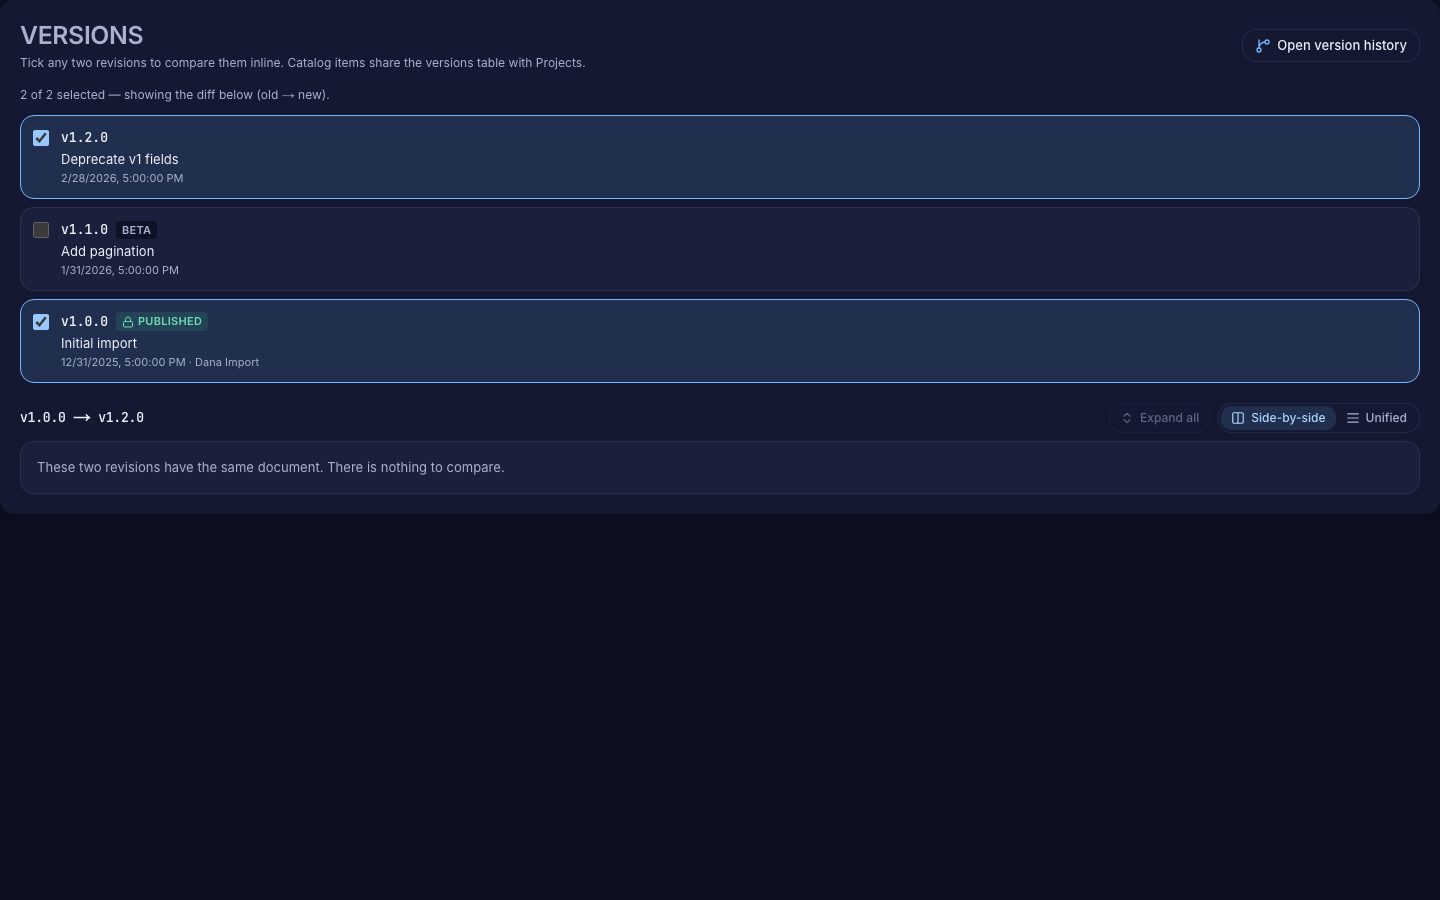 VERSIONS
Tick any two revisions to compare them inline. Catalog items share the versions table with Projects.
Open version history
2 of 2 selected — showing the diff below (old → new).
v1.2.0
Deprecate v1 fields
2/28/2026, 5:00:00 PM
v1.1.0 BETA
Add pagination
1/31/2026, 5:00:00 PM
v1.0.0 PUBLISHED
Initial import
12/31/2025, 5:00:00 PM · Dana Import
v1.0.0 → v1.2.0
Expand all
Side-by-side
Unified
These two revisions have the same document. There is nothing to compare.